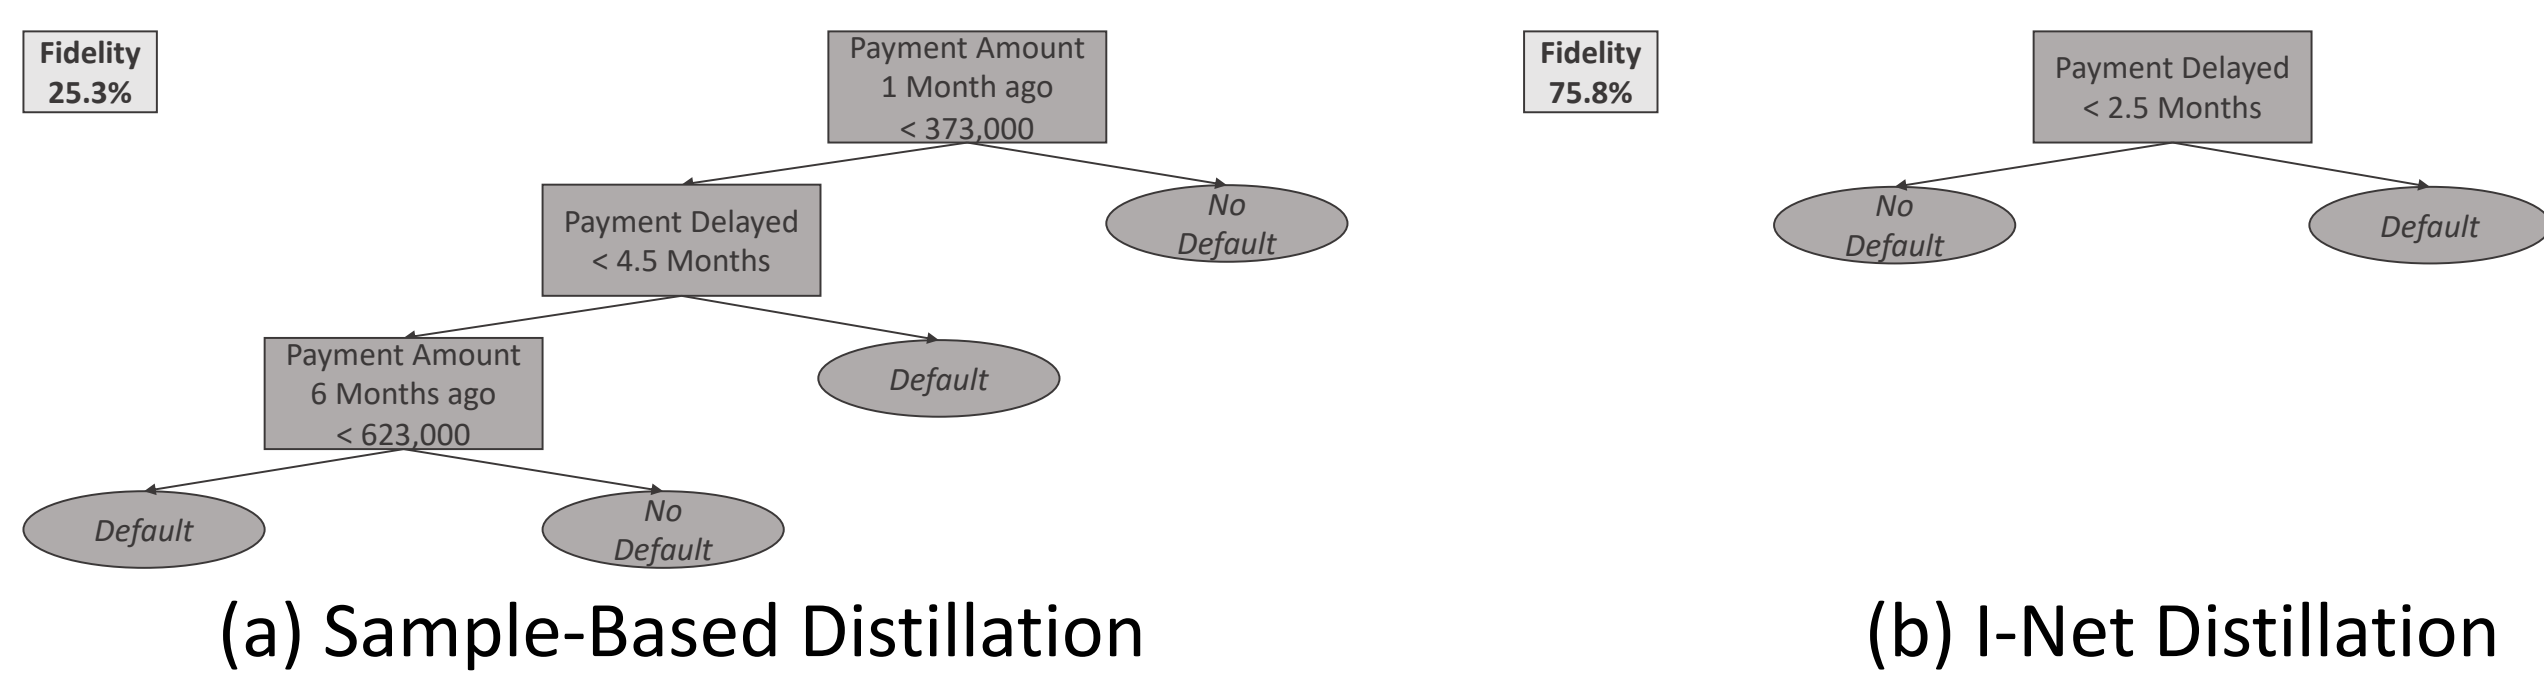 Fidelity
25.3%
Payment Amount
1 Month ago
< 373,000
Payment Delayed
< 4.5 Months
No
Default
Payment Amount
6 Months ago
< 623,000
Default
Default
No
Default
(a) Sample-Based Distillation
Fidelity
75.8%
Payment Delayed
< 2.5 Months
No
Default
Default
(b) I-Net Distillation